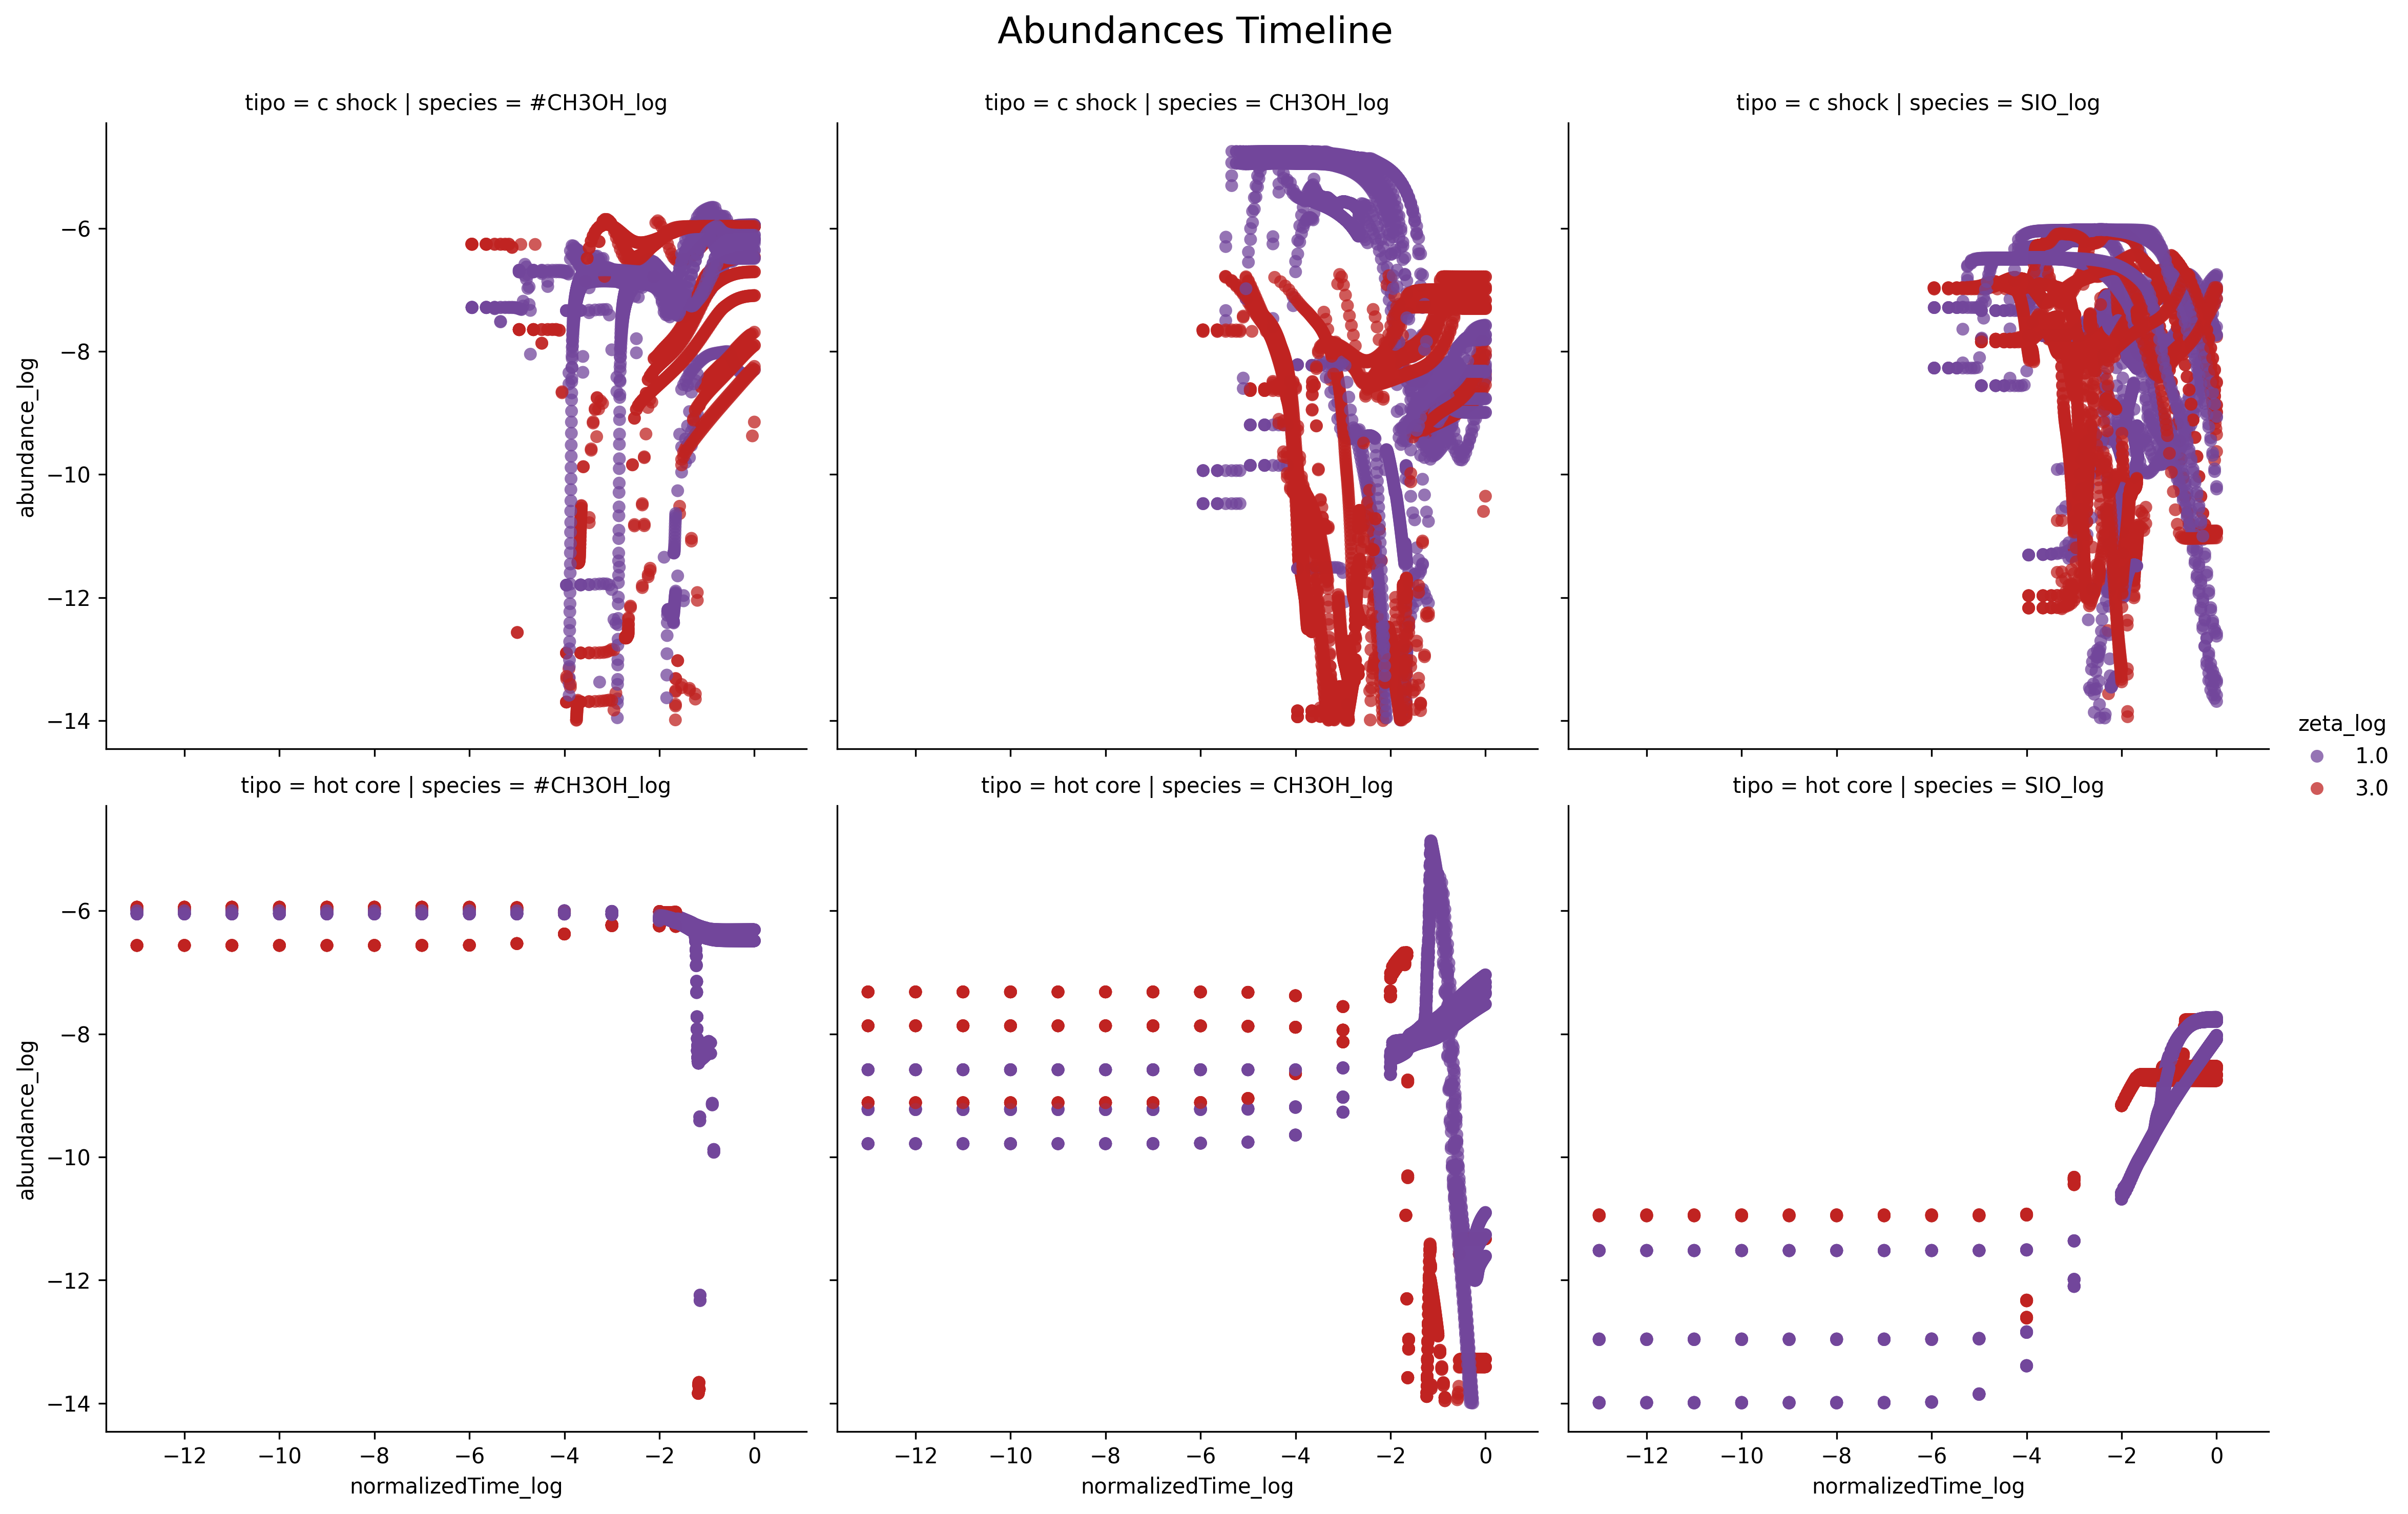 Abundances Timeline
tipo = c shock | species = #CH3OH_log
tipo = c shock | species = CH3OH_log
tipo = c shock | species = SIO_log
abundance_log
−6
−8
−10
−12
−14
zeta_log
1.0
3.0
tipo = hot core | species = #CH3OH_log
tipo = hot core | species = CH3OH_log
tipo = hot core | species = SIO_log
abundance_log
−6
−8
−10
−12
−14
−12 −10 −8 −6 −4 −2 0
−12 −10 −8 −6 −4 −2 0
−12 −10 −8 −6 −4 −2 0
normalizedTime_log
normalizedTime_log
normalizedTime_log